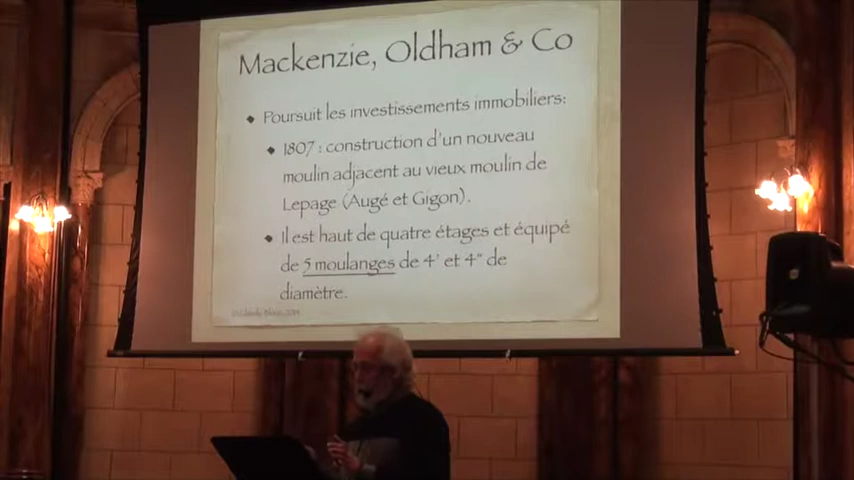 Mackenzie, Oldham & Co
Poursuit les investissements immobiliers:
1807 : construction d'un nouveau
moulin adjacent au vieux moulin de
Lepage (Augé et Gigon).
Il est haut de quatre étages et équipé
de 5 moulanges de 4' et 4" de
diamètre.